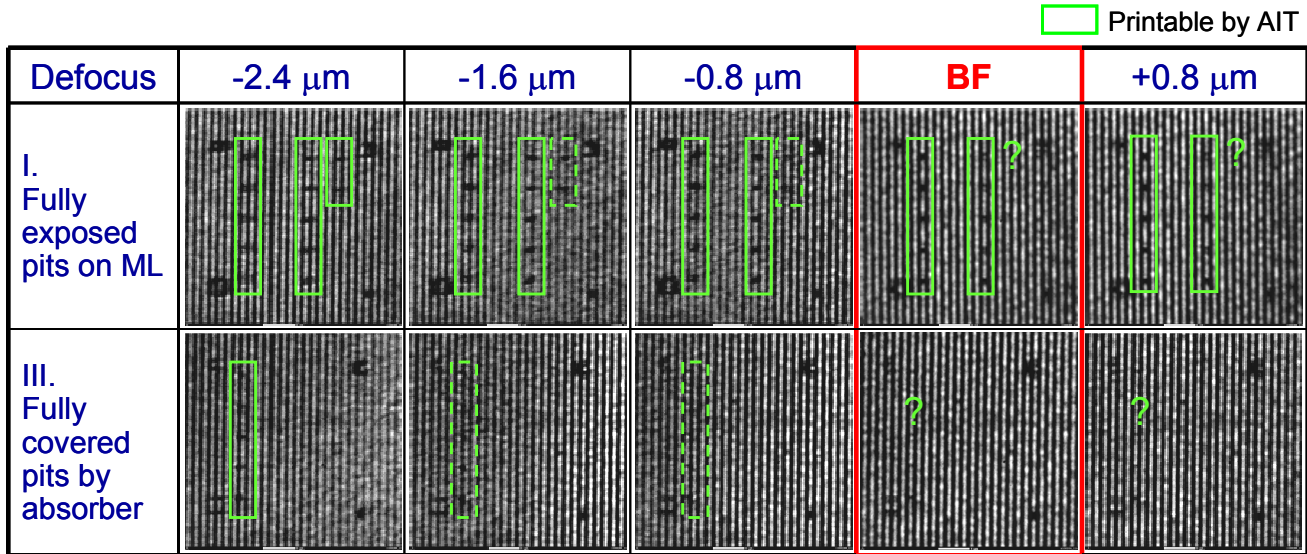 Printable by AIT
Defocus -2.4 μm -1.6 μm -0.8 μm BF +0.8 μm
I.
Fully
exposed
pits on ML
? ?
III.
Fully
covered
pits by
absorber
? ?